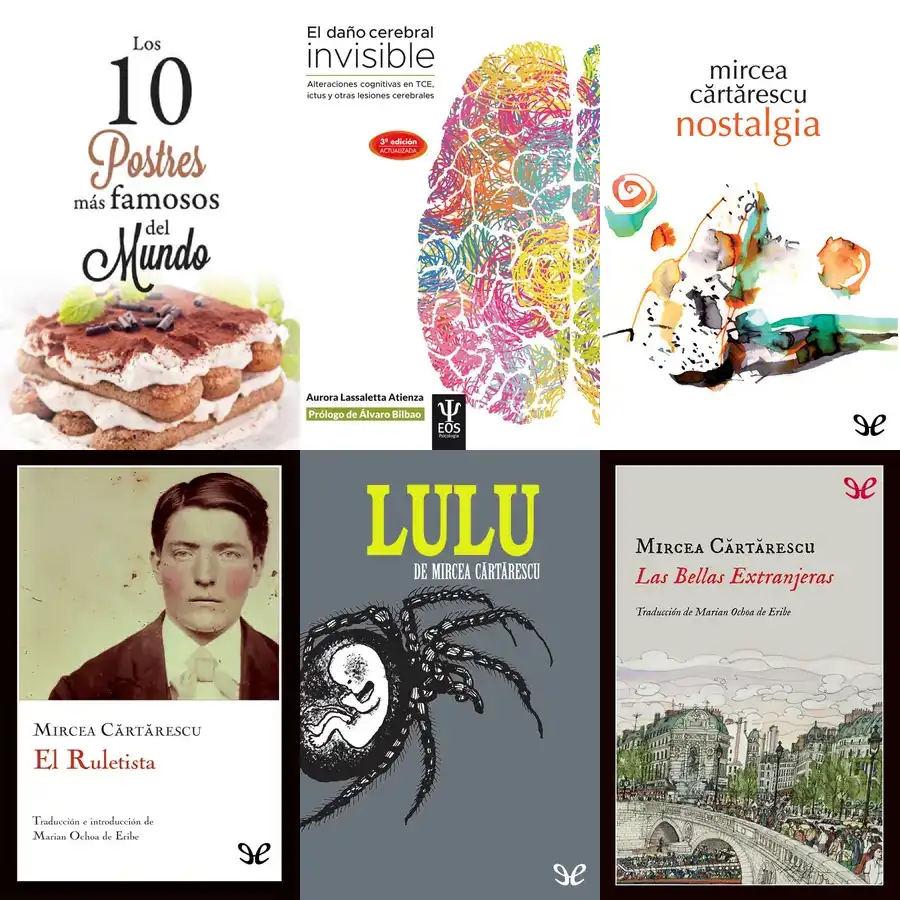 Los
10
Postres
más famosos
del
Mundo
El daño cerebral
invisible
Alteraciones cognitivas en TCE,
ictus y otras lesiones cerebrales
3ª edición
ACTUALIZADA
Aurora Lassaletta Atienza
Prólogo de Álvaro Bilbao
EOS
Psicología
mircea
cărtărescu
nostalgia
Mircea Cărtărescu
El Ruletista
Traducción e introducción de
Marian Ochoa de Eribe
LULU
DE MIRCEA CĂRTĂRESCU
Mircea Cărtărescu
Las Bellas Extranjeras
Traducción de Marian Ochoa de Eribe